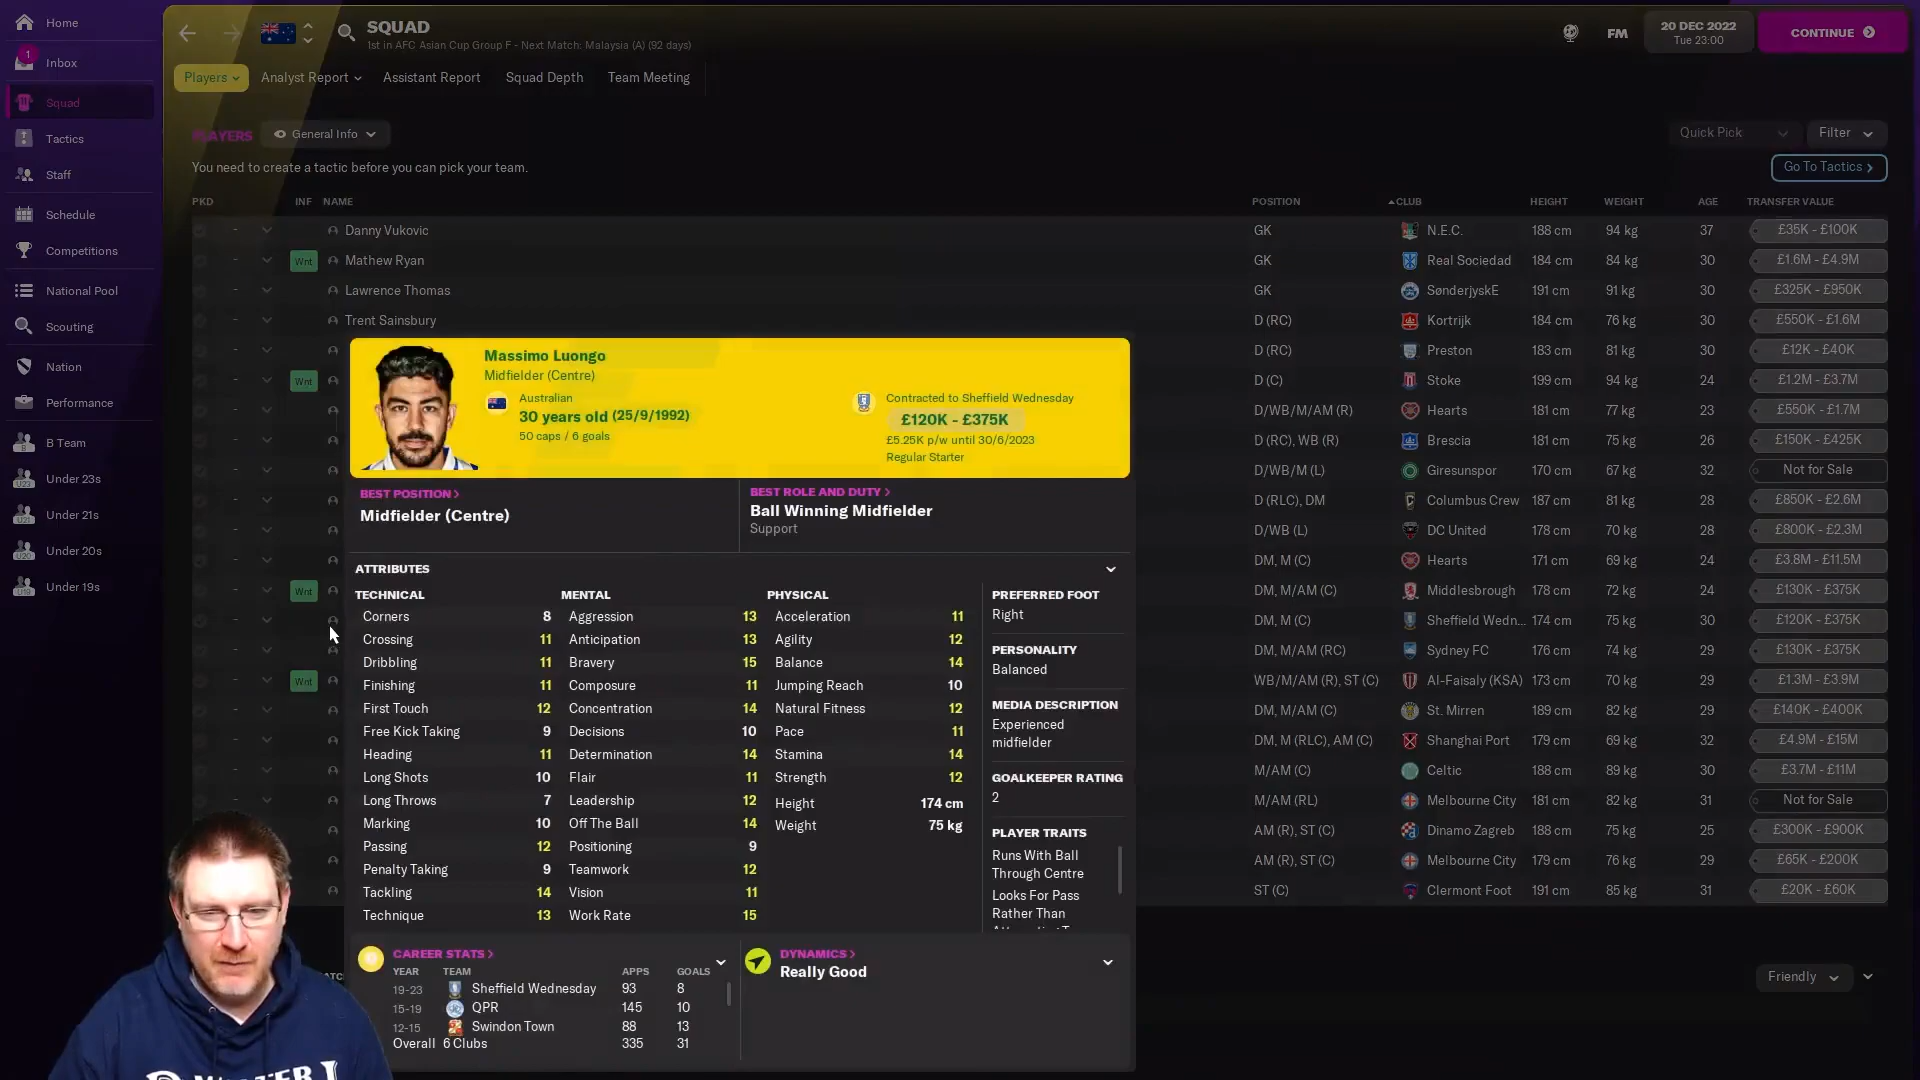 Home
Inbox
1
Squad
Tactics
Staff
Schedule
Competitions
National Pool
Scouting
Nation
Performance
B Team
Under 23s
Under 21s
Under 20s
Under 19s
SQUAD
1st in AFC Asian Cup Group F - Next Match: Malaysia (A) (92 days)
FM
20 DEC 2022
Tue 23:00
CONTINUE
Players
Analyst Report
Assistant Report
Squad Depth
Team Meeting
PLAYERS
General Info
Quick Pick
Filter
You need to create a tactic before you can pick your team.
Go To Tactics >
PKD INF NAME POSITION CLUB HEIGHT WEIGHT AGE TRANSFER VALUE
- Danny Vukovic GK N.E.C. 188 cm 94 kg 37 £35K - £100K
- Wnt Mathew Ryan GK Real Sociedad 184 cm 84 kg 30 £1.6M - £4.9M
- Lawrence Thomas GK SønderjyskE 191 cm 91 kg 30 £325K - £950K
- Trent Sainsbury D (RC) Kortrijk 184 cm 76 kg 30 £550K - £1.6M
- D (RC) Preston 183 cm 81 kg 30 £12K - £40K
- Wnt D (C) Stoke 199 cm 94 kg 24 £1.2M - £3.7M
- D/WB/M/AM (R) Hearts 181 cm 77 kg 23 £550K - £1.7M
- D (RC), WB (R) Brescia 181 cm 75 kg 26 £150K - £425K
- D/WB/M (L) Giresunspor 170 cm 67 kg 32 Not for Sale
- D (RLC), DM Columbus Crew 187 cm 81 kg 28 £850K - £2.6M
- D/WB (L) DC United 178 cm 70 kg 28 £800K - £2.3M
- DM, M (C) Hearts 171 cm 69 kg 24 £3.8M - £11.5M
- Wnt DM, M/AM (C) Middlesbrough 178 cm 72 kg 24 £130K - £375K
- DM, M (C) Sheffield Wedn... 174 cm 75 kg 30 £120K - £375K
- DM, M/AM (RC) Sydney FC 176 cm 74 kg 29 £130K - £375K
- Wnt WB/M/AM (R), ST (C) Al-Faisaly (KSA) 173 cm 70 kg 29 £1.3M - £3.9M
- DM, M/AM (C) St. Mirren 189 cm 82 kg 29 £140K - £400K
- DM, M (RLC), AM (C) Shanghai Port 179 cm 69 kg 32 £4.9M - £15M
- M/AM (C) Celtic 188 cm 89 kg 30 £3.7M - £11M
M/AM (RL) Melbourne City 181 cm 82 kg 31 Not for Sale
AM (R), ST (C) Dinamo Zagreb 188 cm 75 kg 25 £300K - £900K
AM (R), ST (C) Melbourne City 179 cm 76 kg 29 £65K - £200K
ST (C) Clermont Foot 191 cm 85 kg 31 £20K - £60K
Massimo Luongo
Midfielder (Centre)
Australian
30 years old (25/9/1992)
50 caps / 6 goals
Contracted to Sheffield Wednesday
£120K - £375K
£5.25K p/w until 30/6/2023
Regular Starter
BEST POSITION >
Midfielder (Centre)
BEST ROLE AND DUTY >
Ball Winning Midfielder
Support
ATTRIBUTES
TECHNICAL MENTAL PHYSICAL
Corners 8 Aggression 13 Acceleration 11
Crossing 11 Anticipation 13 Agility 12
Dribbling 11 Bravery 15 Balance 14
Finishing 11 Composure 11 Jumping Reach 10
First Touch 12 Concentration 14 Natural Fitness 12
Free Kick Taking 9 Decisions 10 Pace 11
Heading 11 Determination 14 Stamina 14
Long Shots 10 Flair 11 Strength 12
Long Throws 7 Leadership 12 Height 174 cm
Marking 10 Off The Ball 14 Weight 75 kg
Passing 12 Positioning 9
Penalty Taking 9 Teamwork 12
Tackling 14 Vision 11
Technique 13 Work Rate 15
PREFERRED FOOT
Right
PERSONALITY
Balanced
MEDIA DESCRIPTION
Experienced
midfielder
GOALKEEPER RATING
2
PLAYER TRAITS
Runs With Ball
Through Centre
Looks For Pass
Rather Than
CAREER STATS >
YEAR TEAM APPS GOALS
19-23 Sheffield Wednesday 93 8
15-19 QPR 145 10
12-15 Swindon Town 88 13
Overall 6 Clubs 335 31
DYNAMICS >
Really Good
Friendly